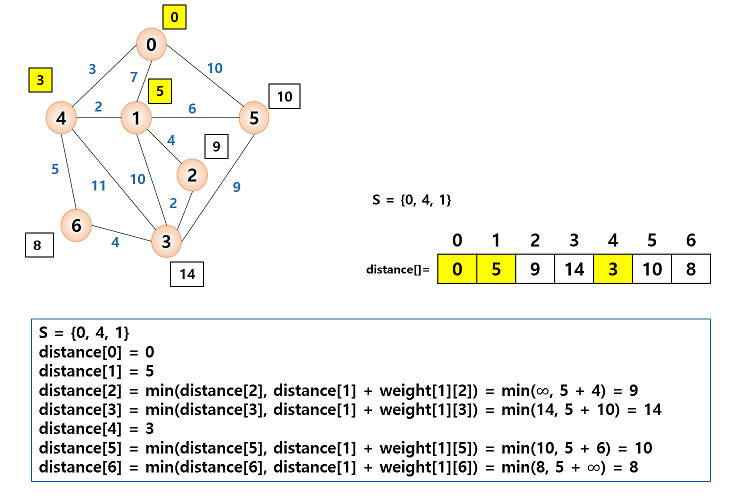 0
0
3
7
10
3
5
10
4
2
1
6
5
4
9
2
5
11
10
2
9
6
4
3
8
14
S = {0, 4, 1}
0 1 2 3 4 5 6
distance[]= 0 5 9 14 3 10 8
S = {0, 4, 1}
distance[0] = 0
distance[1] = 5
distance[2] = min(distance[2], distance[1] + weight[1][2]) = min(∞, 5 + 4) = 9
distance[3] = min(distance[3], distance[1] + weight[1][3]) = min(14, 5 + 10) = 14
distance[4] = 3
distance[5] = min(distance[5], distance[1] + weight[1][5]) = min(10, 5 + 6) = 10
distance[6] = min(distance[6], distance[1] + weight[1][6]) = min(8, 5 + ∞) = 8